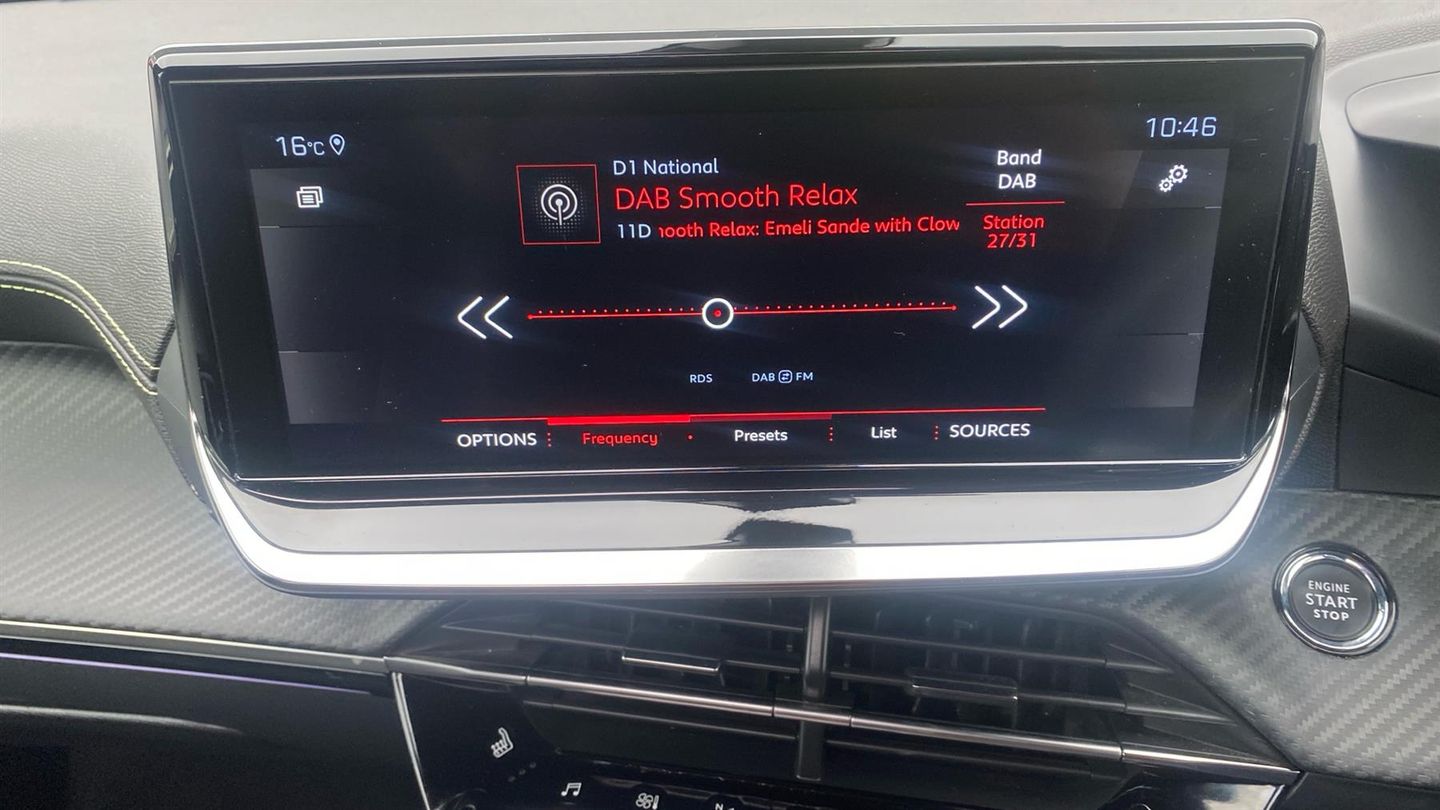 16°C
10:46
D1 National
DAB Smooth Relax
11D nooth Relax: Emeli Sande with Clow
Band
DAB
Station
27/31
RDS
DAB FM
OPTIONS
Frequency
Presets
List
SOURCES
ENGINE
START
STOP